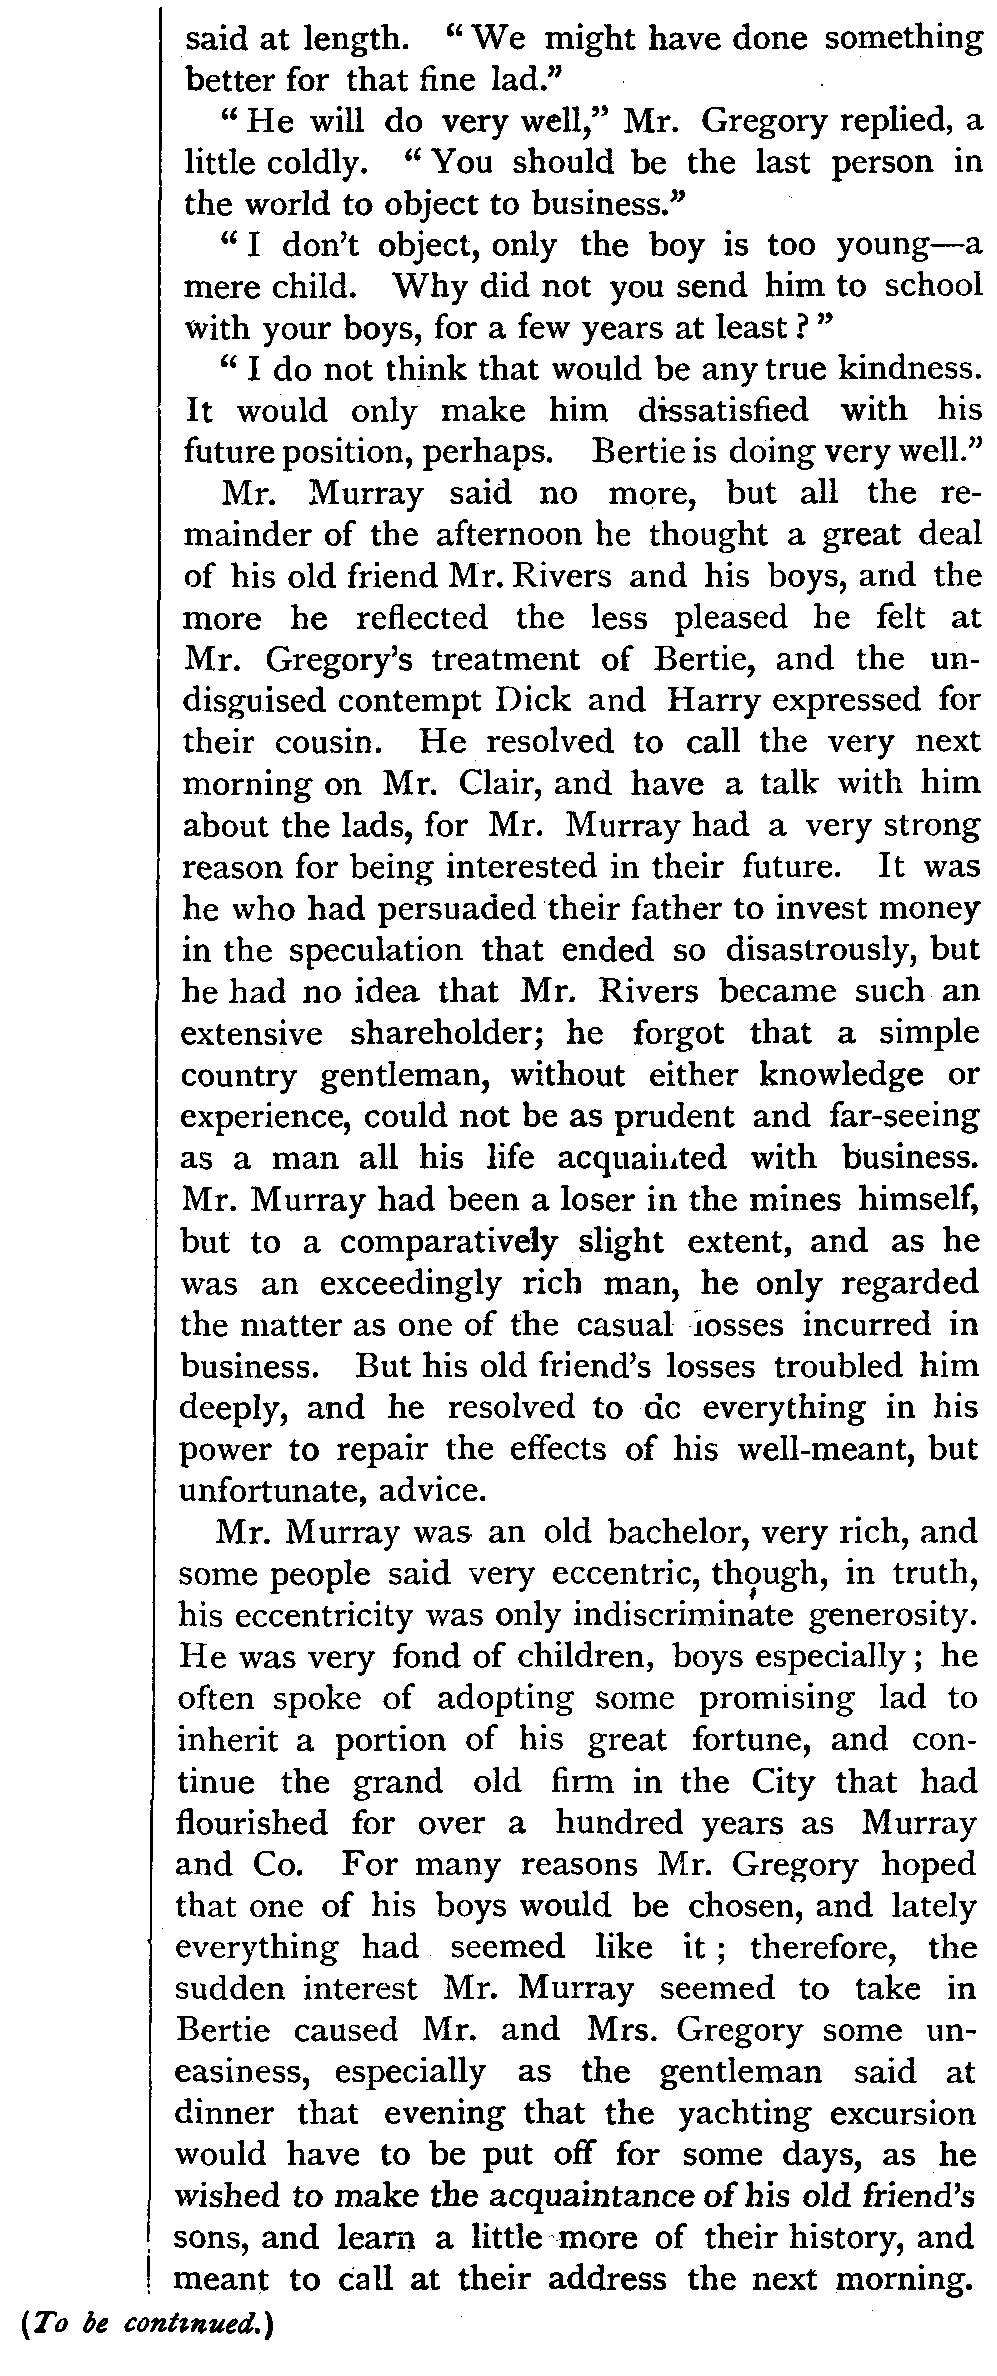 said at length. "We might have done something
better for that fine lad."
"He will do very well," Mr. Gregory replied, a
little coldly. "You should be the last person in
the world to object to business."
"I don't object, only the boy is too young—a
mere child. Why did not you send him to school
with your boys, for a few years at least?"
"I do not think that would be any true kindness.
It would only make him dissatisfied with his
future position, perhaps. Bertie is doing very well."
Mr. Murray said no more, but all the re-
mainder of the afternoon he thought a great deal
of his old friend Mr. Rivers and his boys, and the
more he reflected the less pleased he felt at
Mr. Gregory's treatment of Bertie, and the un-
disguised contempt Dick and Harry expressed for
their cousin. He resolved to call the very next
morning on Mr. Clair, and have a talk with him
about the lads, for Mr. Murray had a very strong
reason for being interested in their future. It was
he who had persuaded their father to invest money
in the speculation that ended so disastrously, but
he had no idea that Mr. Rivers became such an
extensive shareholder; he forgot that a simple
country gentleman, without either knowledge or
experience, could not be as prudent and far-seeing
as a man all his life acquainted with business.
Mr. Murray had been a loser in the mines himself,
but to a comparatively slight extent, and as he
was an exceedingly rich man, he only regarded
the matter as one of the casual losses incurred in
business. But his old friend's losses troubled him
deeply, and he resolved to do everything in his
power to repair the effects of his well-meant, but
unfortunate, advice.
Mr. Murray was an old bachelor, very rich, and
some people said very eccentric, though, in truth,
his eccentricity was only indiscriminate generosity.
He was very fond of children, boys especially; he
often spoke of adopting some promising lad to
inherit a portion of his great fortune, and con-
tinue the grand old firm in the City that had
flourished for over a hundred years as Murray
and Co. For many reasons Mr. Gregory hoped
that one of his boys would be chosen, and lately
everything had seemed like it; therefore, the
sudden interest Mr. Murray seemed to take in
Bertie caused Mr. and Mrs. Gregory some un-
easiness, especially as the gentleman said at
dinner that evening that the yachting excursion
would have to be put off for some days, as he
wished to make the acquaintance of his old friend's
sons, and learn a little more of their history, and
meant to call at their address the next morning.
(To be continued.)